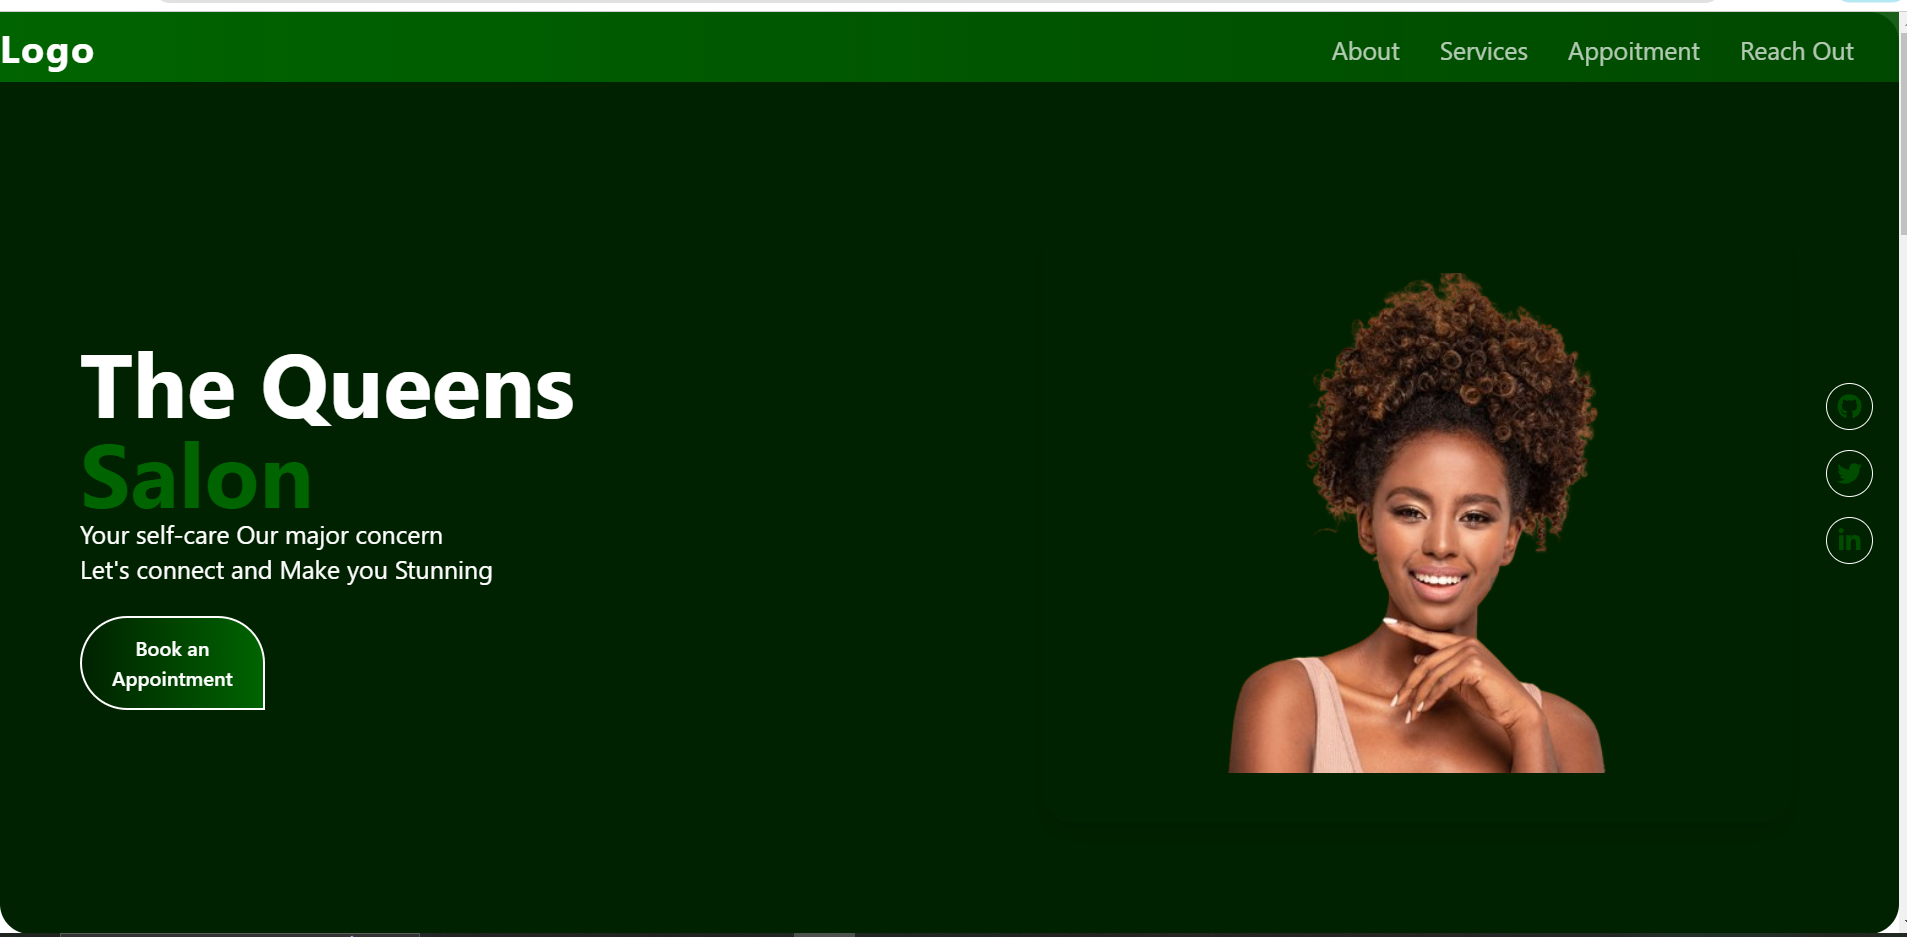 Logo
About Services Appoitment Reach Out
The Queens
Salon
Your self-care Our major concern
Let's connect and Make you Stunning
Book an
Appointment
in